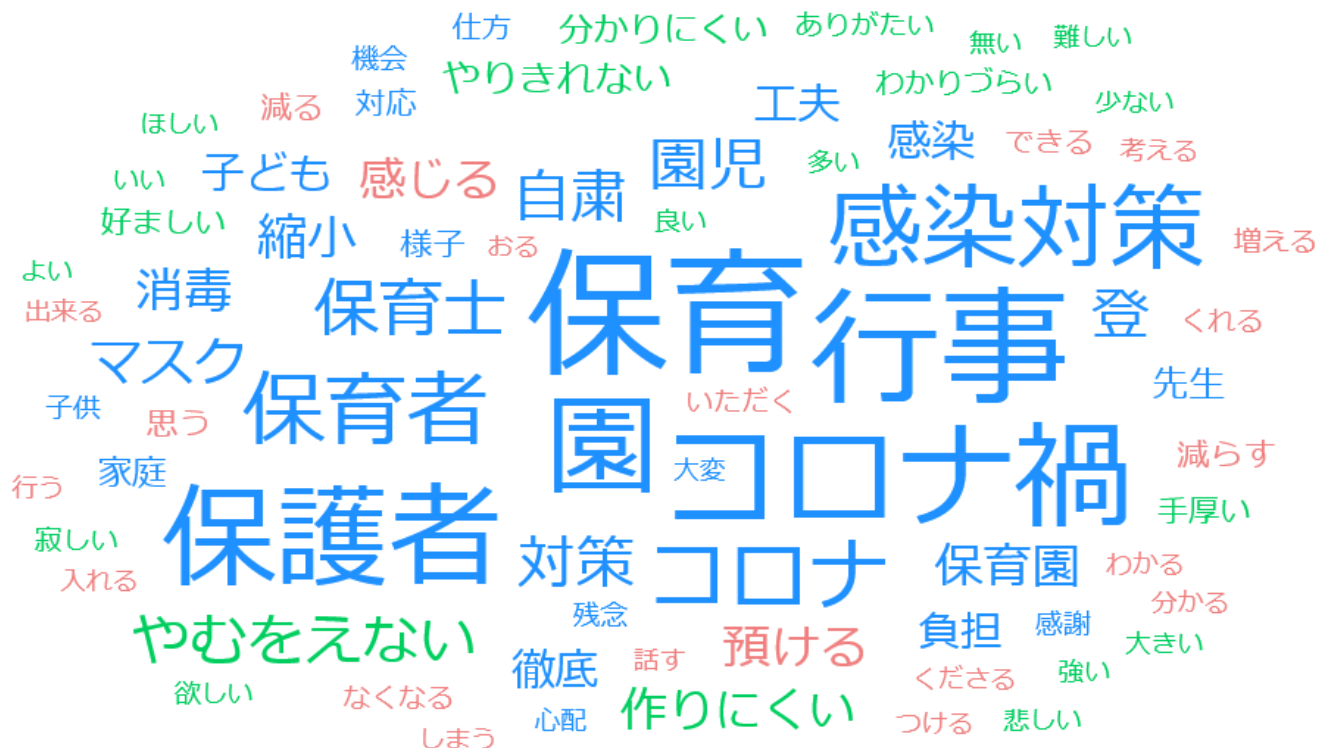 仕方
分かりにくい
ありがたい
無い
難しい
機会
やりきれない
わかりづらい
減る
対応
工夫
少ない
ほしい
子ども
感じる
自粛
園児
多い
感染
できる
考える
いい
好ましい
縮小
様子
おる
良い
感染対策
増える
よい
出来る
消毒
保育士
保育
行事
登
くれる
マスク
子供
思う
保育者
園
いただく
先生
家庭
大変
コロナ禍
減らす
行う
寂しい
入れる
保護者
対策
コロナ
保育園
手厚い
わかる
分かる
やむをえない
残念
預ける
負担
感謝
大きい
欲しい
なくなる
しまう
徹底
心配
話す
作りにくい
くださる
強い
つける
悲しい